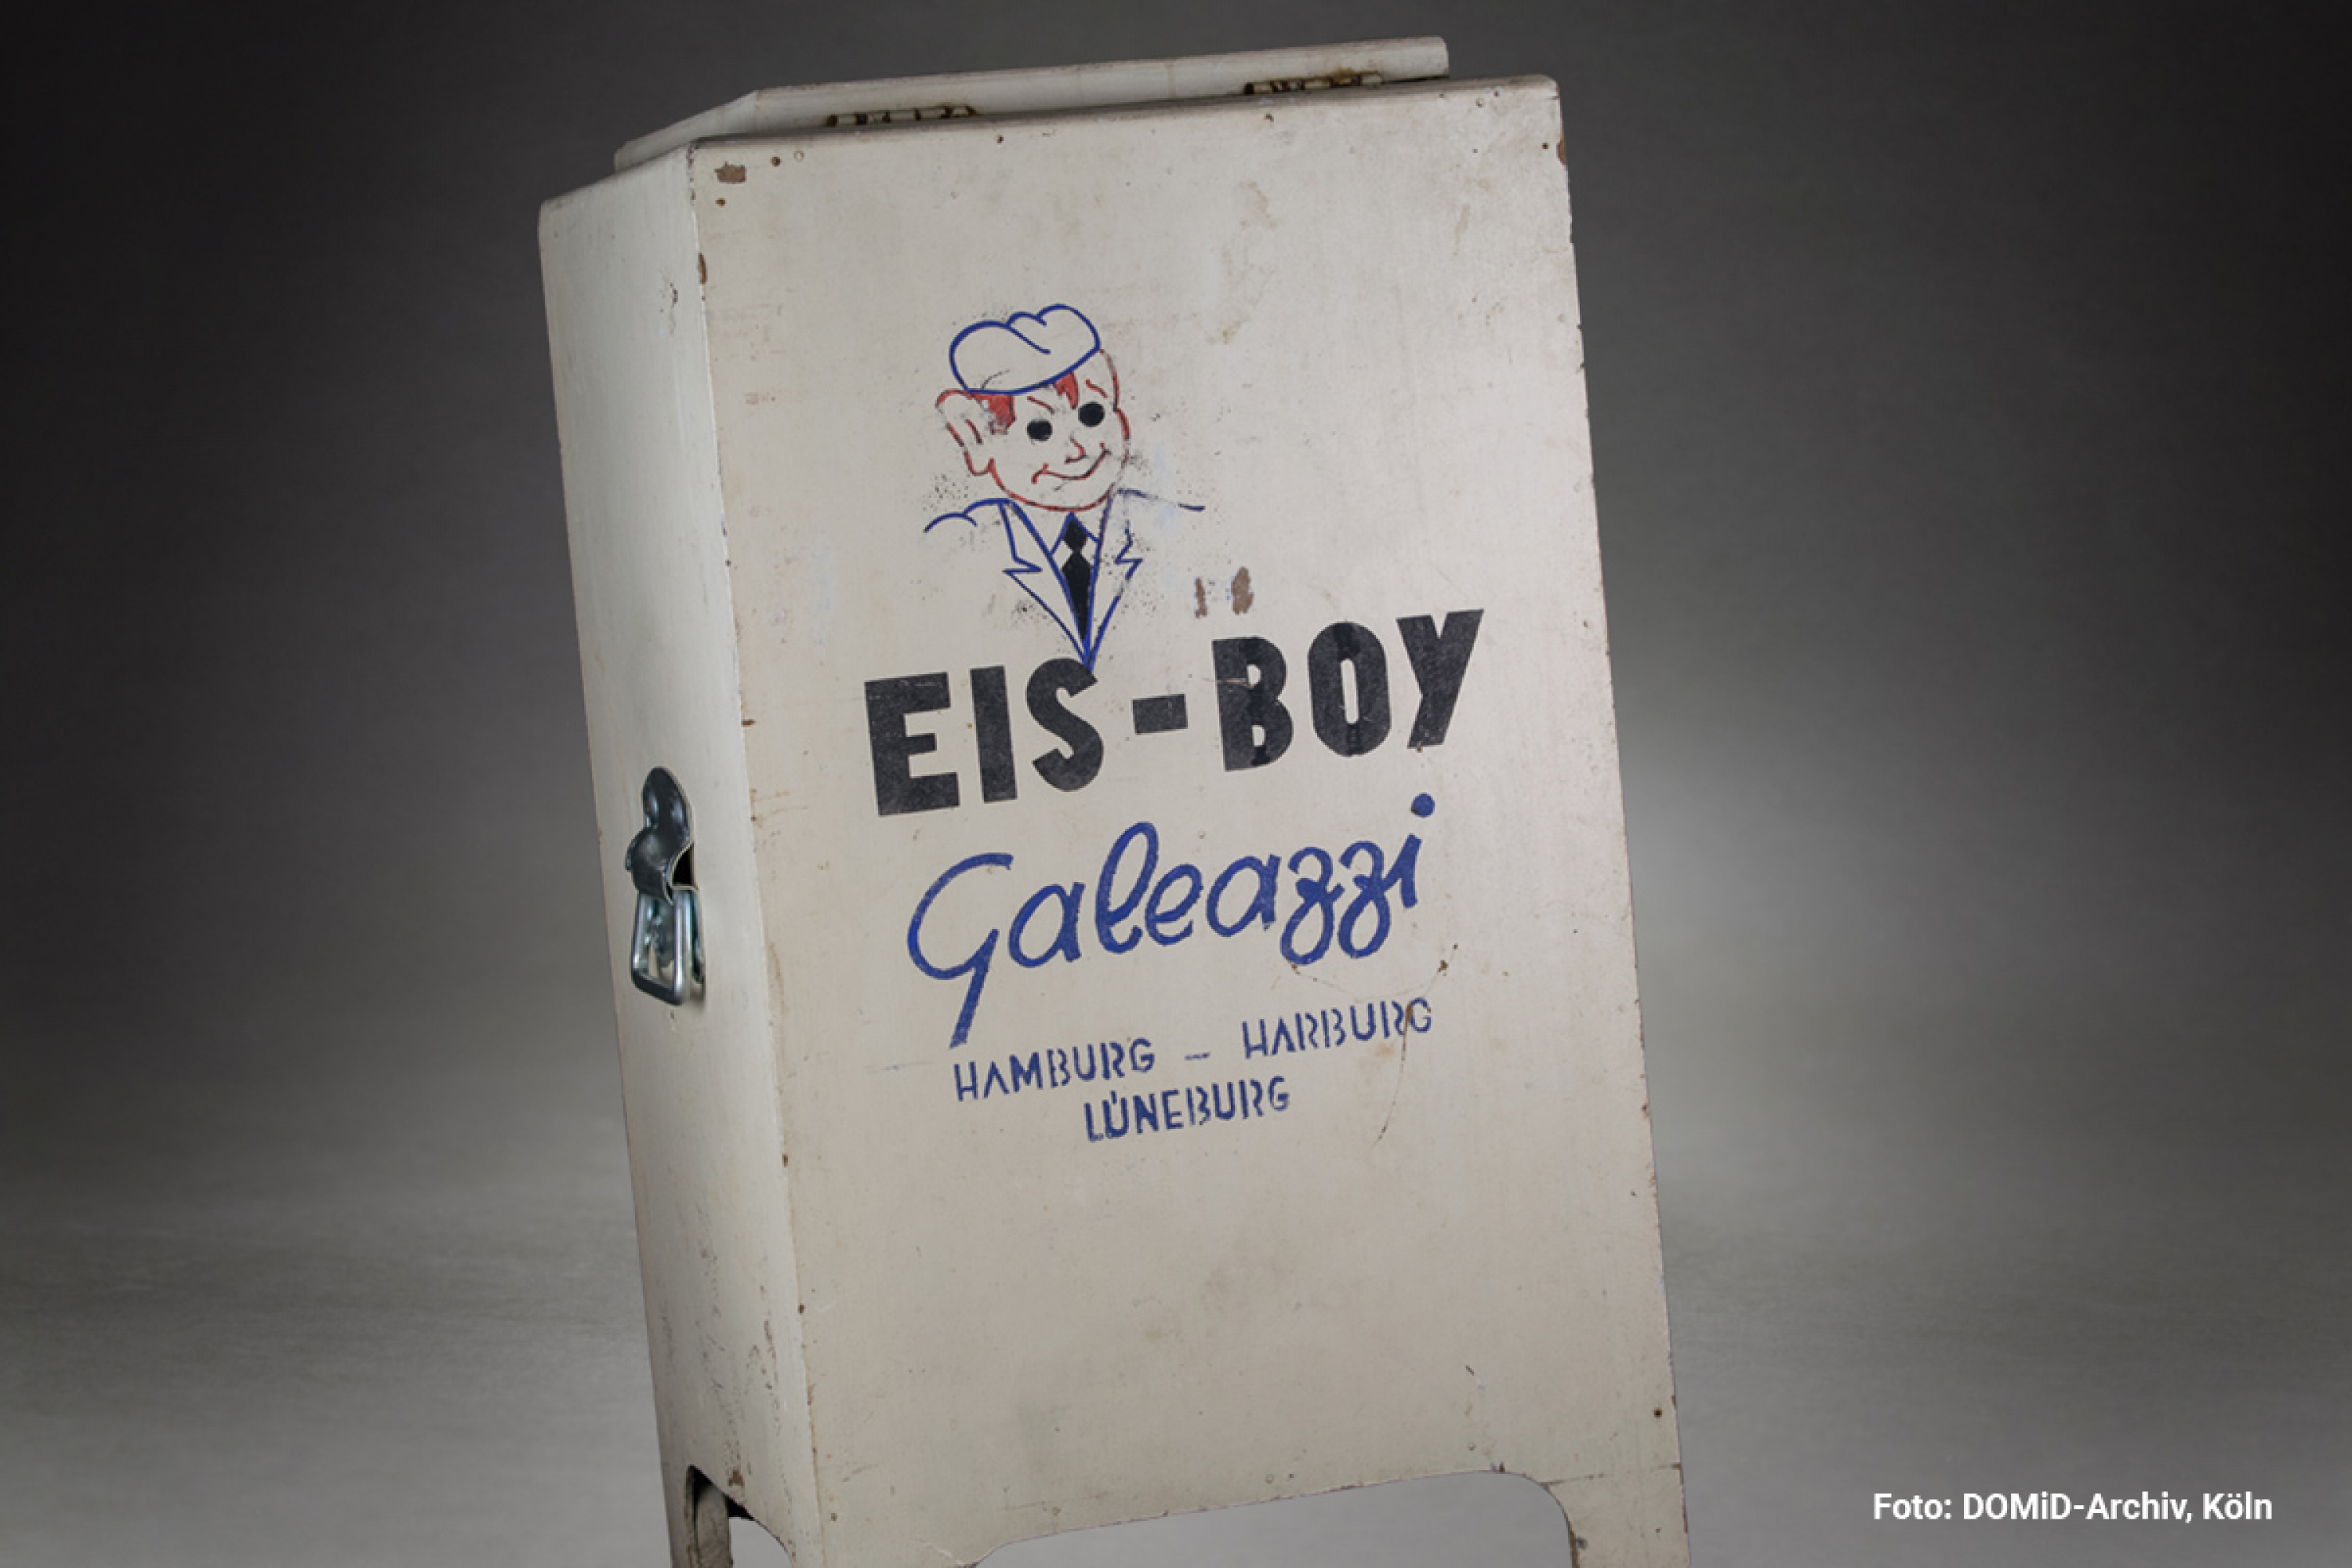 EIS-BOY
Galeazzi
HAMBURG – HARBURG
LÜNEBURG
Foto: DOMiD-Archiv, Köln